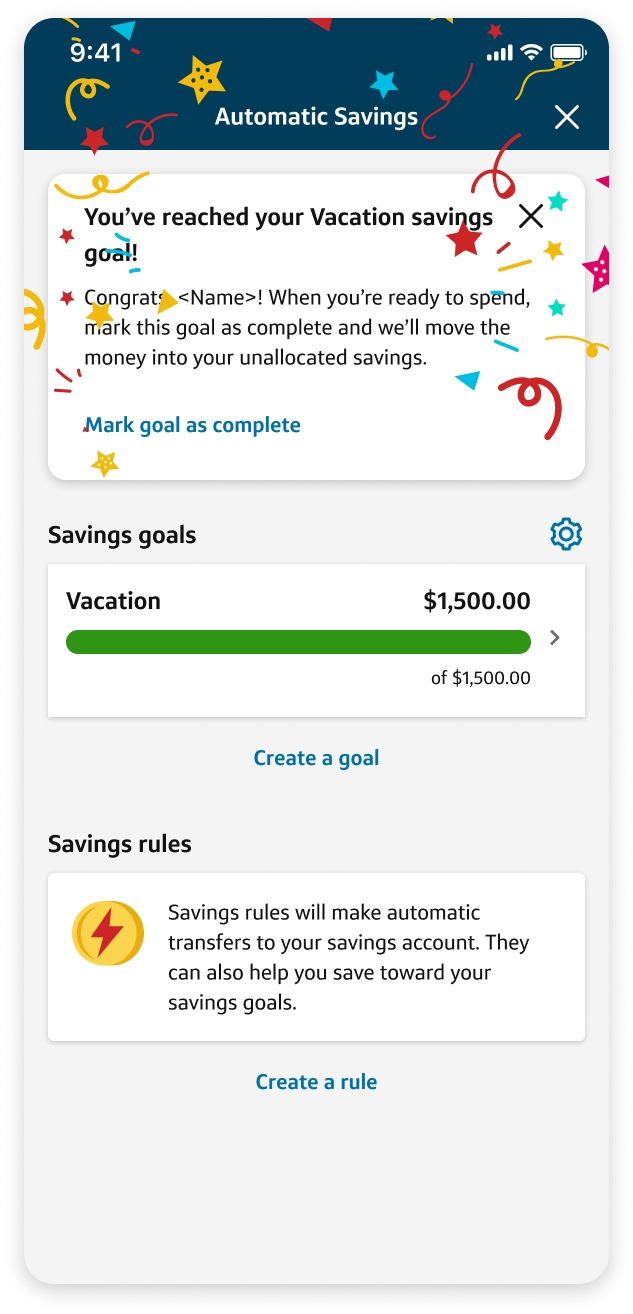 9:41
Automatic Savings
You’ve reached your Vacation savings
goal!
Congrats, <Name>! When you’re ready to spend,
mark this goal as complete and we’ll move the
money into your unallocated savings.
Mark goal as complete
Savings goals
Vacation $1,500.00
of $1,500.00
Create a goal
Savings rules
Savings rules will make automatic
transfers to your savings account. They
can also help you save toward your
savings goals.
Create a rule